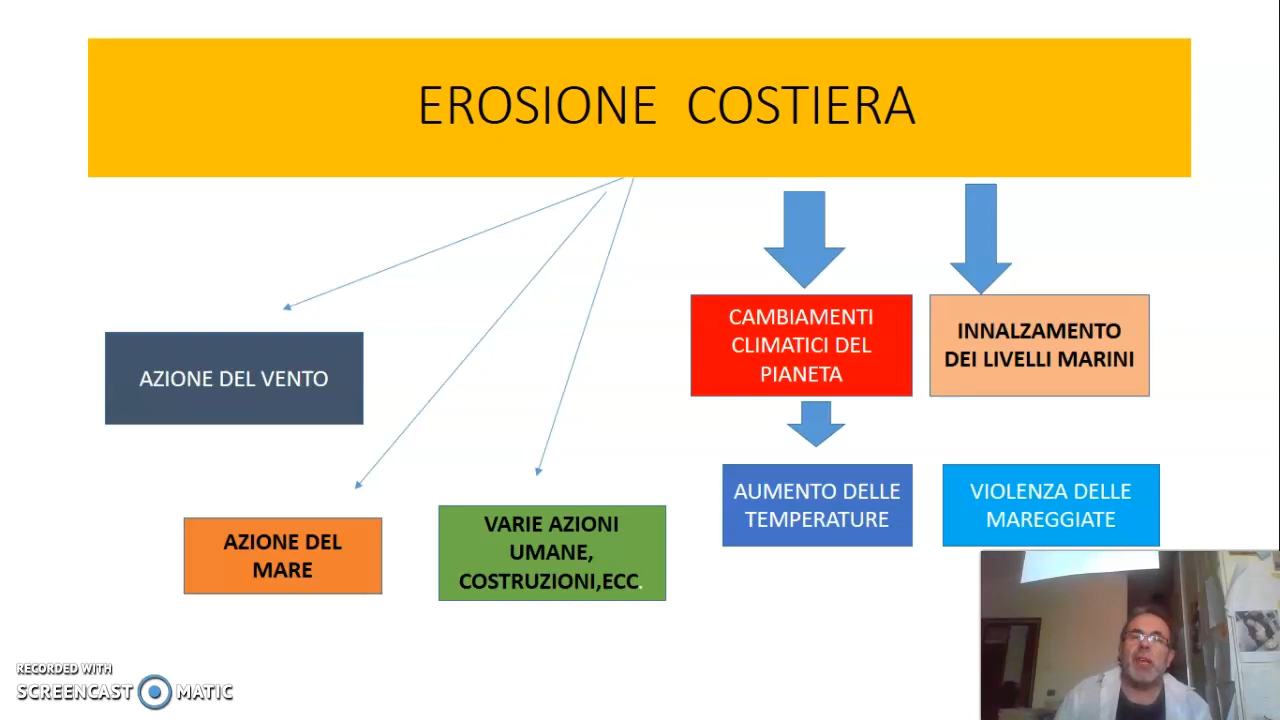 EROSIONE COSTIERA
AZIONE DEL VENTO
AZIONE DEL
MARE
VARIE AZIONI
UMANE,
COSTRUZIONI,ECC.
CAMBIAMENTI
CLIMATICI DEL
PIANETA
INNALZAMENTO
DEI LIVELLI MARINI
AUMENTO DELLE
TEMPERATURE
VIOLENZA DELLE
MAREGGIATE
RECORDED WITH
SCREENCAST MATIC